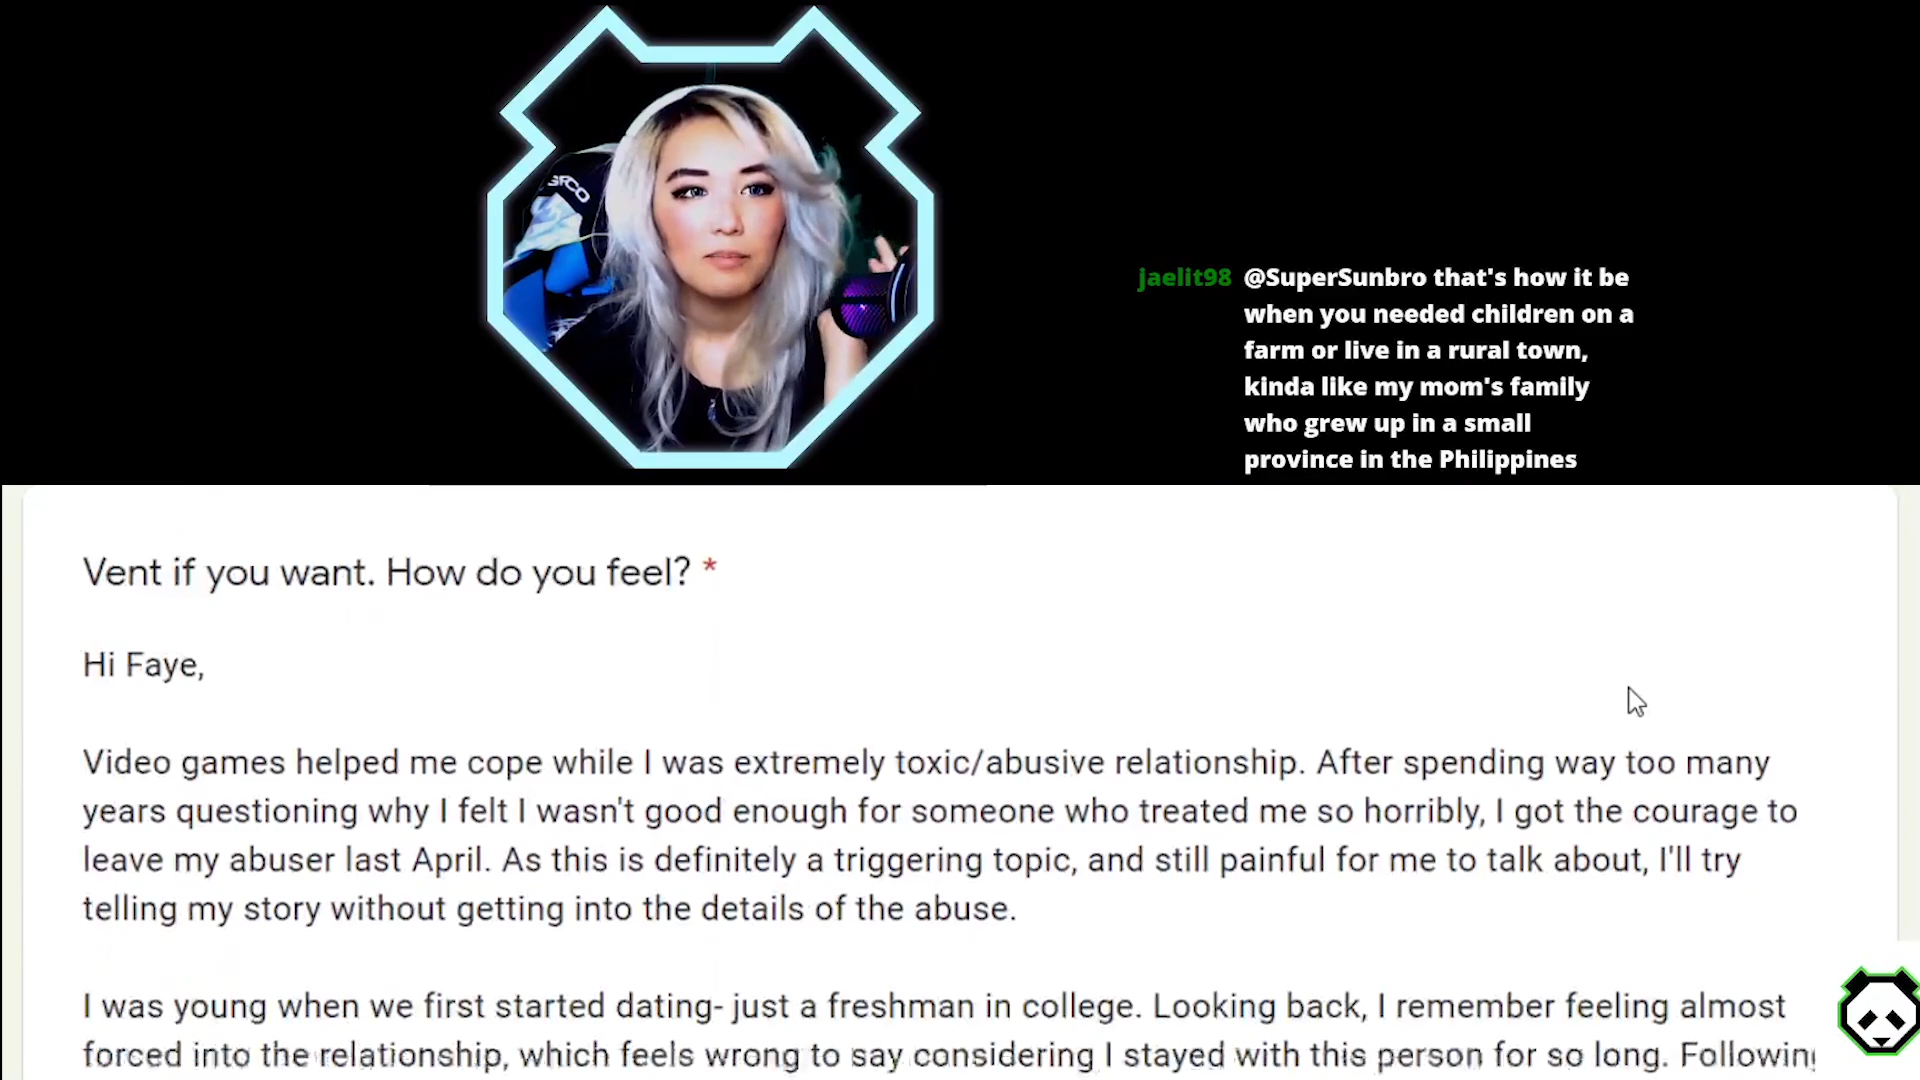 jaelit98 @SuperSunbro that's how it be
when you needed children on a
farm or live in a rural town,
kinda like my mom's family
who grew up in a small
province in the Philippines
Vent if you want. How do you feel? *
Hi Faye,
Video games helped me cope while I was extremely toxic/abusive relationship. After spending way too many
years questioning why I felt I wasn't good enough for someone who treated me so horribly, I got the courage to
leave my abuser last April. As this is definitely a triggering topic, and still painful for me to talk about, I'll try
telling my story without getting into the details of the abuse.
I was young when we first started dating- just a freshman in college. Looking back, I remember feeling almost
forced into the relationship, which feels wrong to say considering I stayed with this person for so long. Following